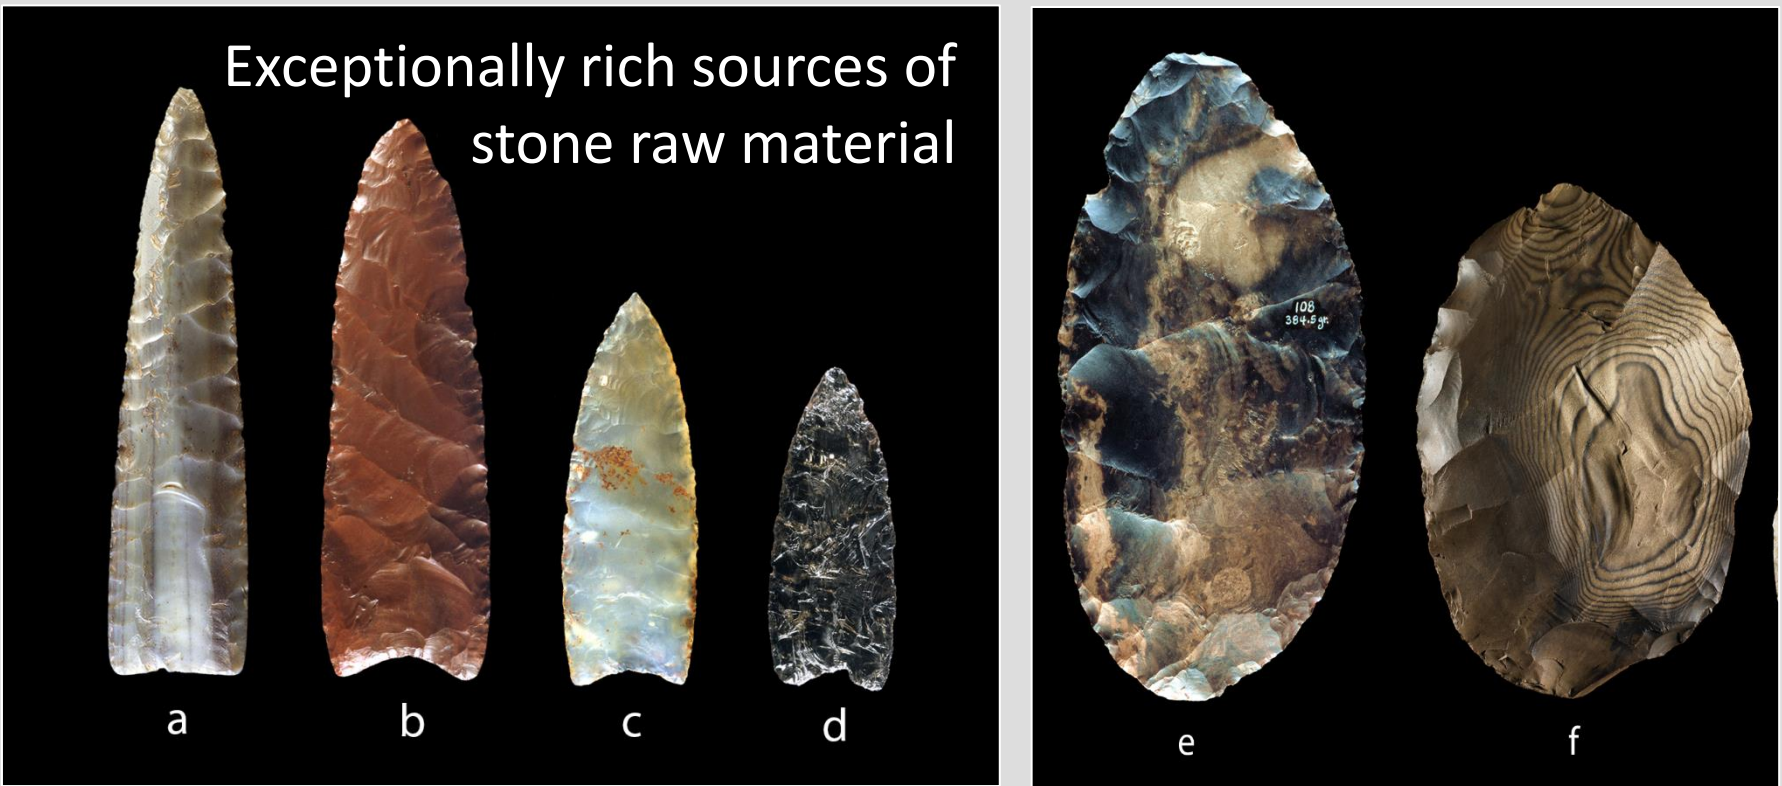 Exceptionally rich sources of
stone raw material
a
b
c
d
108
384.5 gr.
e
f